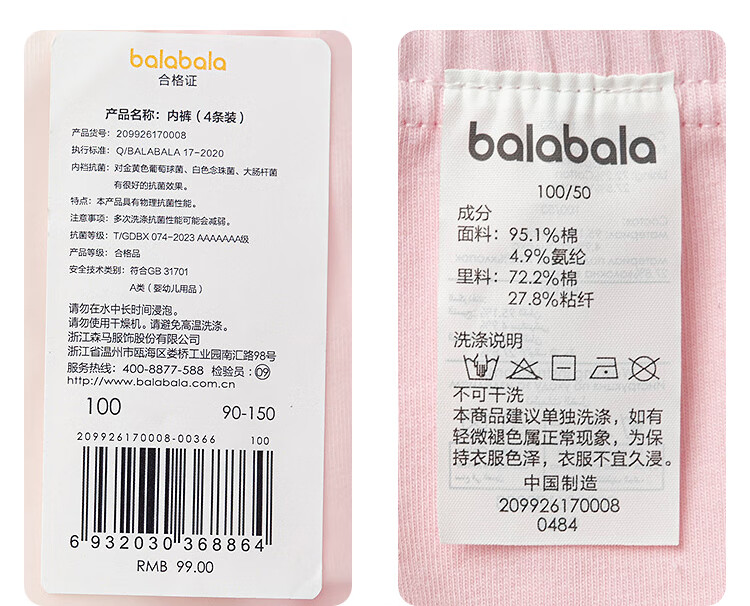 balabala
合格证
产品名称：内裤（4条装）
产品货号：209926170008
执行标准：Q/BALABALA 17-2020
内裆抗菌：对金黄色葡萄球菌、白色念珠菌、大肠杆菌
有很好的抗菌效果。
特点：本产品具有物理抗菌性能。
注意事项：多次洗涤抗菌性能可能会减弱。
抗菌等级：T/GDBX 074-2023 AAAAAAA级
产品等级：合格品
安全技术类别：符合GB 31701
A类（婴幼儿用品）
请勿在水中长时间浸泡。
请勿使用干燥机。请避免高温洗涤。
浙江森马服饰股份有限公司
浙江省温州市瓯海区娄桥工业园南汇路98号
服务热线：400-8877-588 检验员：09
http://www.balabala.com.cn
100 90-150
209926170008-00366 100
6 932030 368864
RMB 99.00
balabala
100/50
成分
面料：95.1%棉
4.9%氨纶
里料：72.2%棉
27.8%粘纤
洗涤说明
不可干洗
本商品建议单独洗涤，如有
轻微褪色属正常现象，为保
持衣服色泽，衣服不宜久浸。
中国制造
209926170008
0484